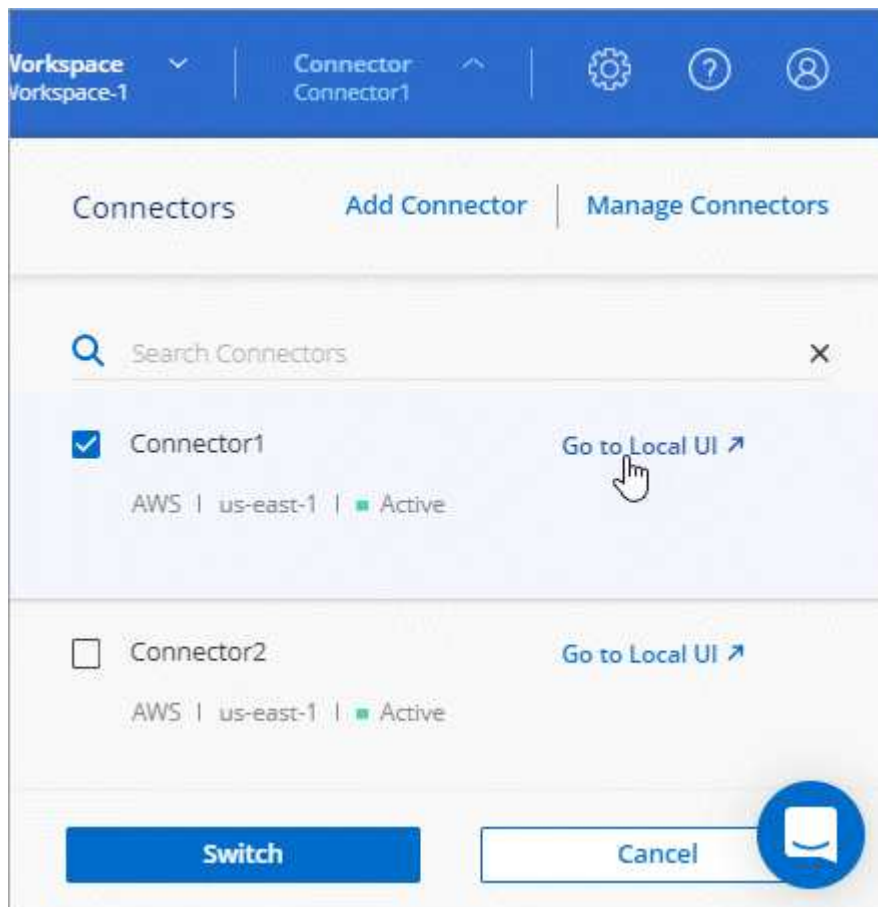 Workspace Connector
Workspace-1 Connector1
Connectors Add Connector Manage Connectors
Search Connectors
Connector1 Go to Local UI
AWS | us-east-1 | Active
Connector2 Go to Local UI
AWS | us-east-1 | Active
Switch Cancel